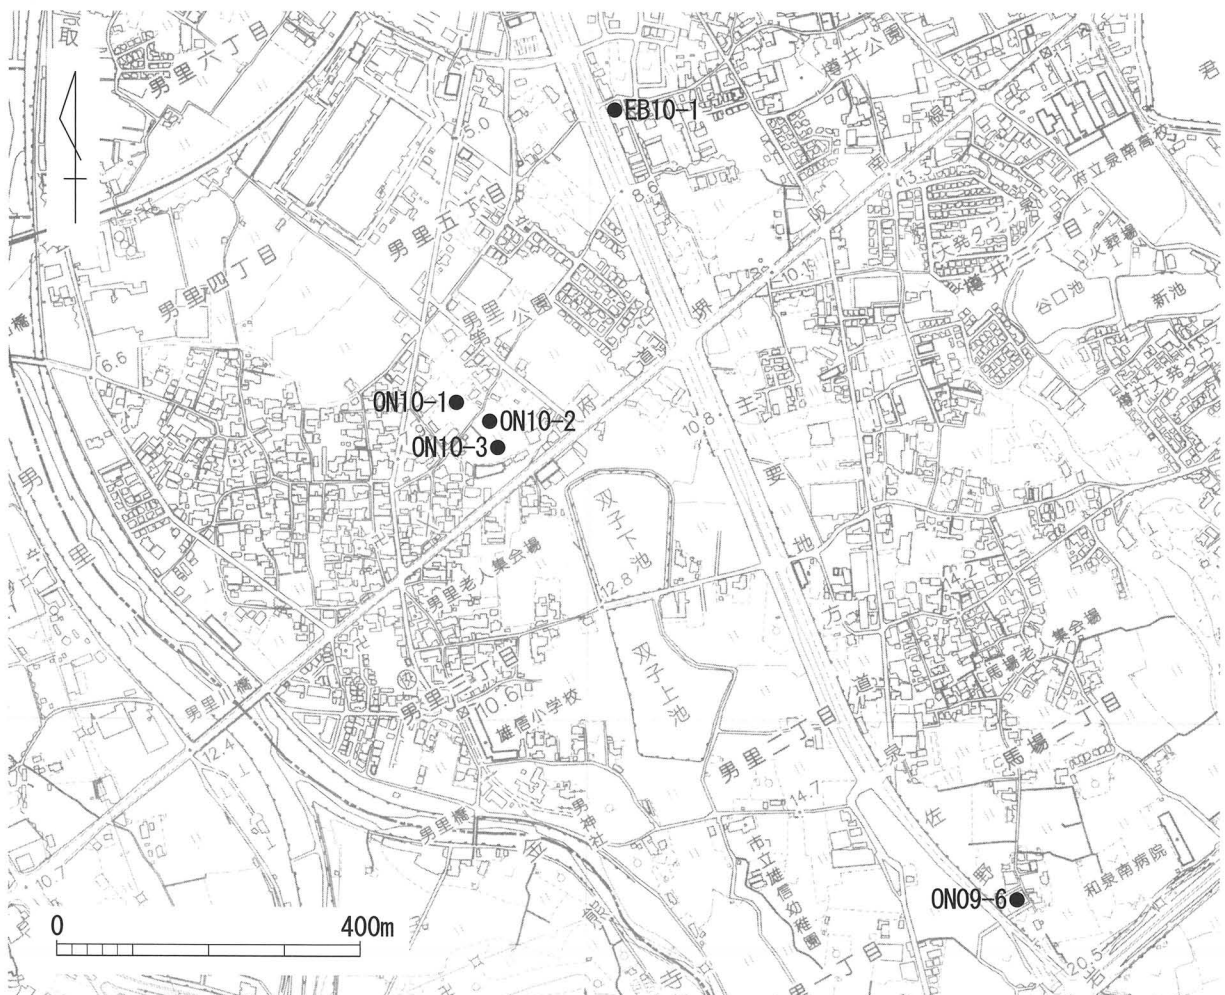 取
男里六丁目
樽井公園
君
EB10-1
5.0
府立泉南高校
8.6
男里五丁目
13.1
大発タウン
樽井二丁目
火葬場
男里四丁目
10.1
谷口池
新池
男里第二公園
堺
阪南線
橋
6.6
府道
樽井大発タウン
ON10-1
ON10-2
ON10-3
主要地方道
10.8
双子下池
男里川
12.8
14.2
男里老人集会場
双子上池
馬場老人集会場
男里三丁目
10.6
雄信小学校
男里川橋
12.4
男里二丁目
馬場二丁目
泉佐野
14.7
男神社
男里橋
市立雄信幼稚園
和泉南病院
10.7
ON09-6
男里一丁目
20.5
0
400m